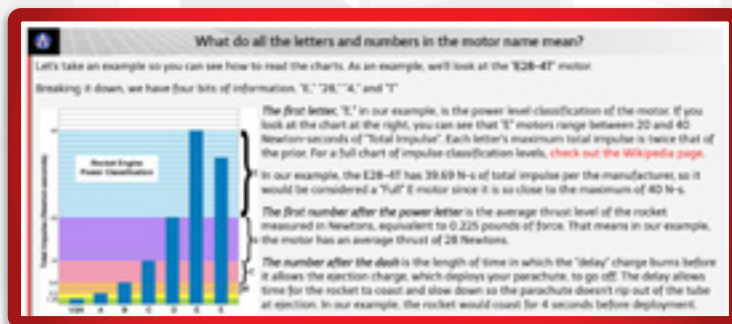 What do all the letters and numbers in the motor name mean?
Let's take an example so you can see how to read the charts. As an example, we'll look at the "E28-4T" motor.
Breaking it down, we have four bits of information. "E," "28," "4," and "T"
The first letter, "E," in our example, is the power level classification of the motor. If you
look at the chart at the right, you can see that "E" motors range between 20 and 40
Newton-seconds of "Total Impulse". Each letter's maximum total impulse is twice that of
the prior. For a full chart of impulse classification levels, check out the Wikipedia page.
In our example, the E28-4T has 39.69 N-s of total impulse per the manufacturer, so it
would be considered a "Full" E motor since it is so close to the maximum of 40 N-s.
The first number after the power letter is the average thrust level of the rocket
measured in Newtons, equivalent to 0.225 pounds of force. That means in our example,
the motor has an average thrust of 28 Newtons.
The number after the dash is the length of time in which the "delay" charge burns before
it allows the ejection charge, which deploys your parachute, to go off. The delay allows
time for the rocket to coast and slow down so the parachute doesn't rip out of the tube
at ejection. In our example, the rocket would coast for 4 seconds before deployment.
Rocket Engine
Power Classification
Total Impulse (Newton-seconds)
1/2A A B C D E E